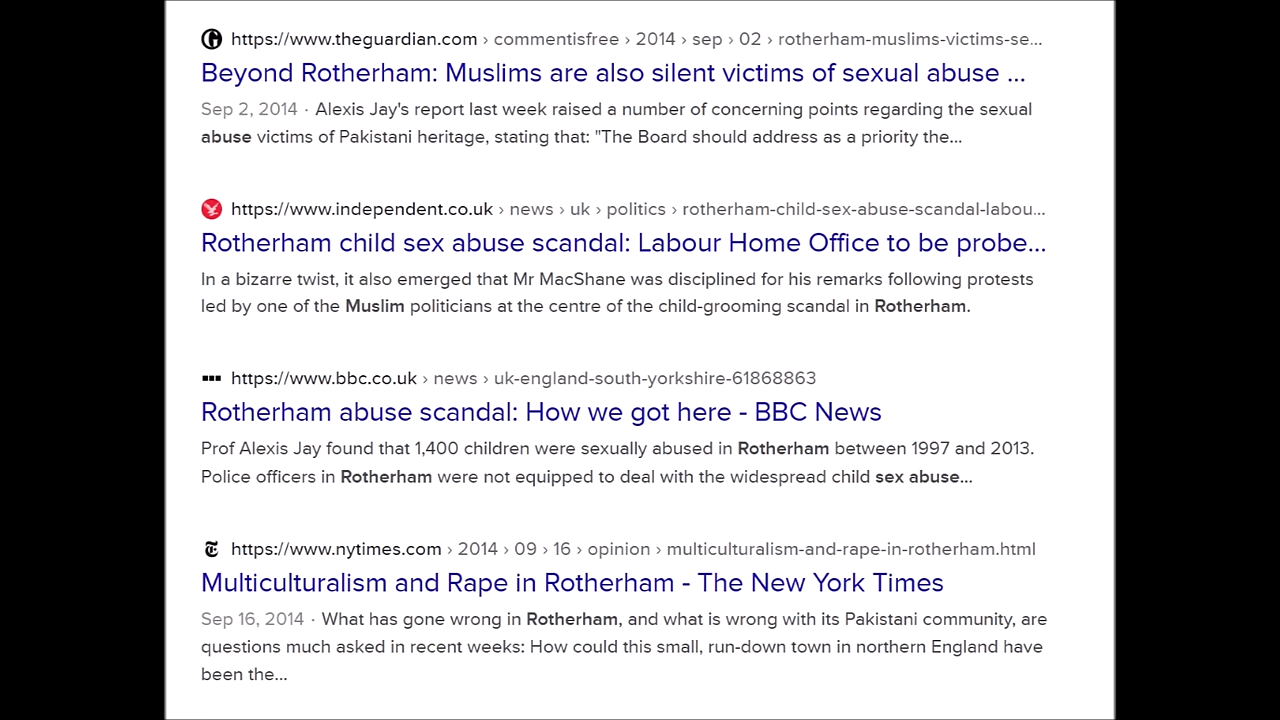 https://www.theguardian.com › commentisfree › 2014 › sep › 02 › rotherham-muslims-victims-se...
Beyond Rotherham: Muslims are also silent victims of sexual abuse ...
Sep 2, 2014 · Alexis Jay's report last week raised a number of concerning points regarding the sexual
abuse victims of Pakistani heritage, stating that: "The Board should address as a priority the...
https://www.independent.co.uk › news › uk › politics › rotherham-child-sex-abuse-scandal-labou...
Rotherham child sex abuse scandal: Labour Home Office to be probe...
In a bizarre twist, it also emerged that Mr MacShane was disciplined for his remarks following protests
led by one of the Muslim politicians at the centre of the child-grooming scandal in Rotherham.
https://www.bbc.co.uk › news › uk-england-south-yorkshire-61868863
Rotherham abuse scandal: How we got here - BBC News
Prof Alexis Jay found that 1,400 children were sexually abused in Rotherham between 1997 and 2013.
Police officers in Rotherham were not equipped to deal with the widespread child sex abuse...
https://www.nytimes.com › 2014 › 09 › 16 › opinion › multiculturalism-and-rape-in-rotherham.html
Multiculturalism and Rape in Rotherham - The New York Times
Sep 16, 2014 · What has gone wrong in Rotherham, and what is wrong with its Pakistani community, are
questions much asked in recent weeks: How could this small, run-down town in northern England have
been the...